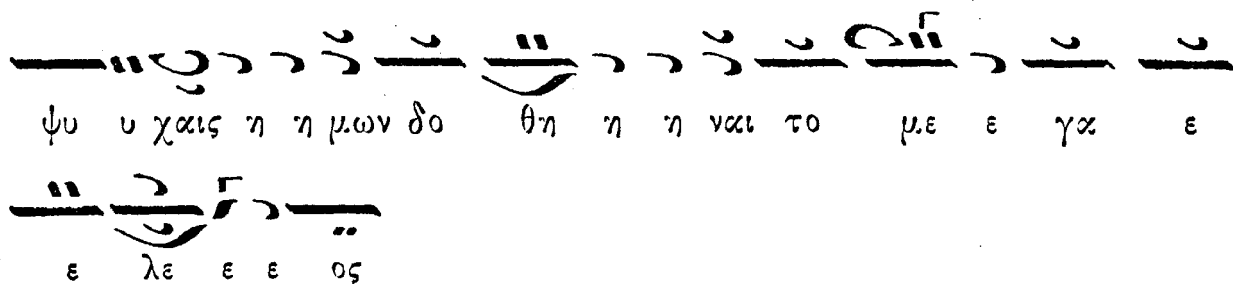 ψυ υ χαις η η μων δο θη η η ναι το με ε γα ε
ε λε ε ε ος